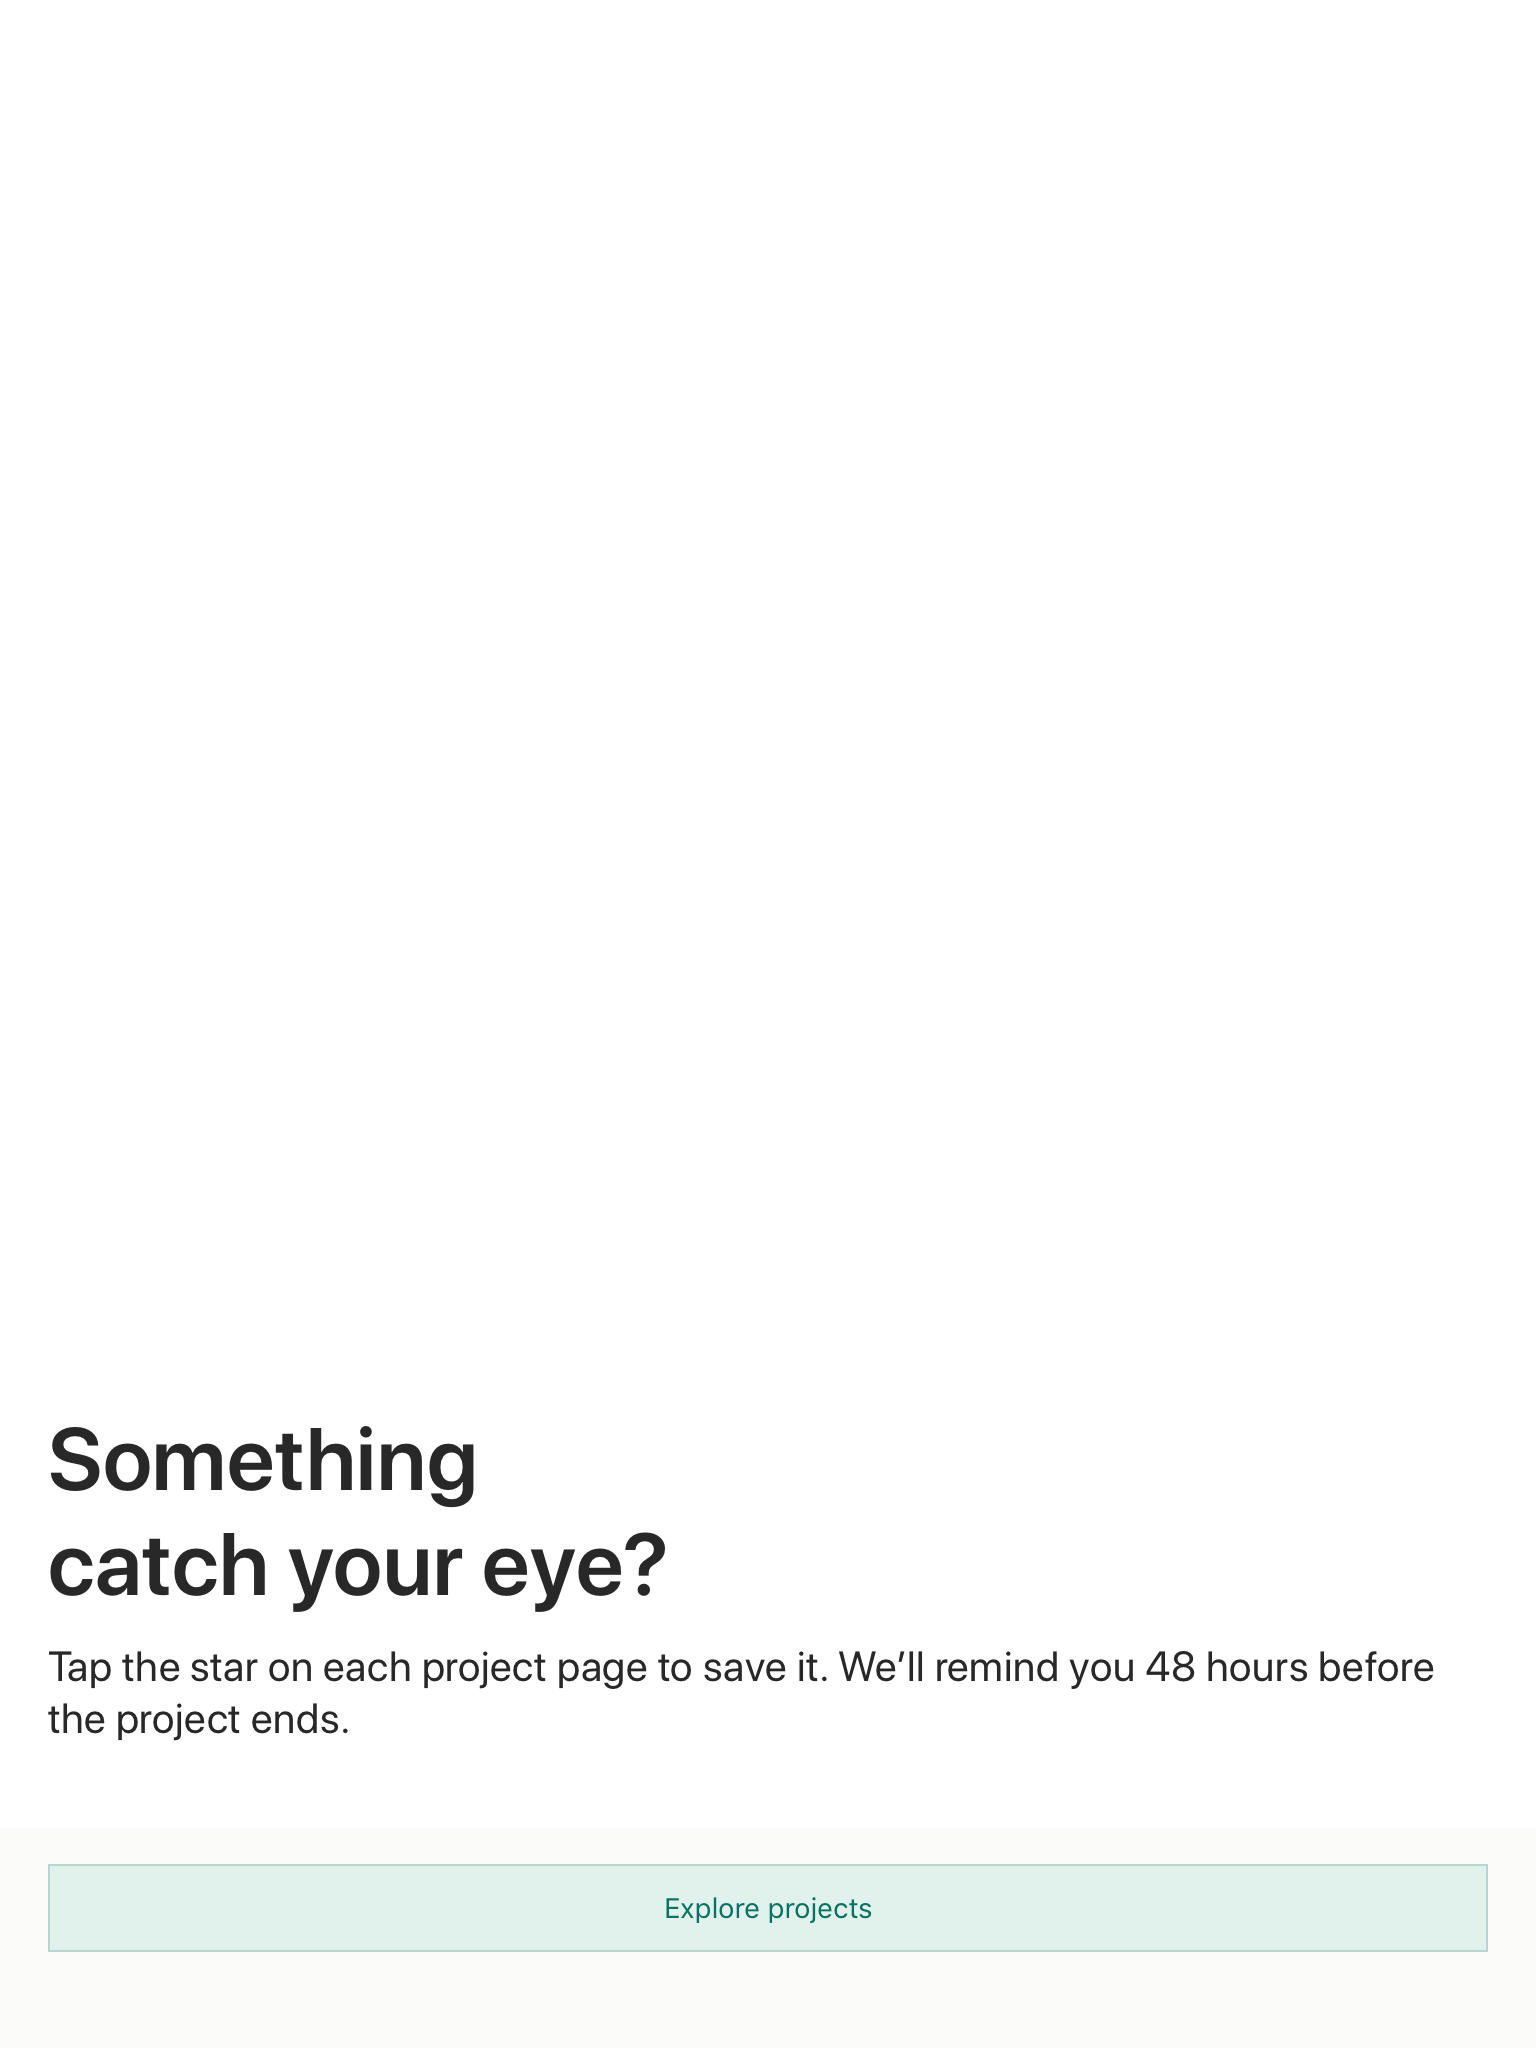 Something
catch your eye?
Tap the star on each project page to save it. We’ll remind you 48 hours before
the project ends.
Explore projects